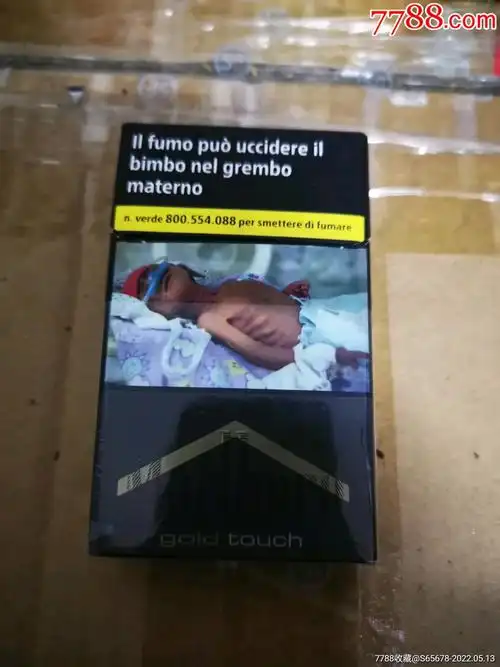 7788.com
Il fumo può uccidere il
bimbo nel grembo
materno
n. verde 800.554.088 per smettere di fumare
gold touch
7788收藏@S65678-2022.05.13